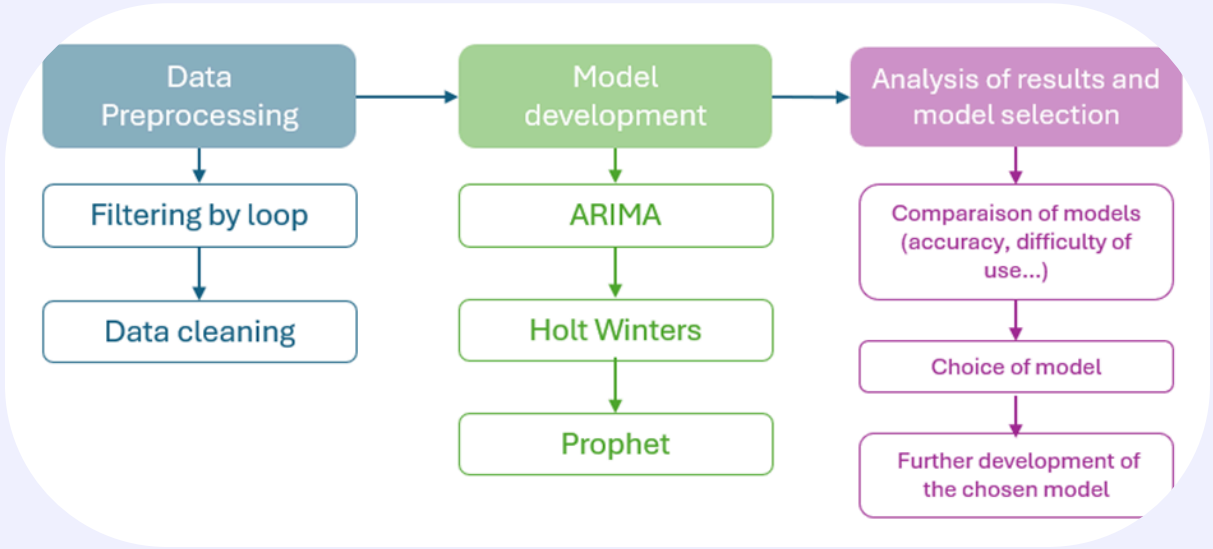 Data
Preprocessing
Filtering by loop
Data cleaning
Model
development
ARIMA
Holt Winters
Prophet
Analysis of results and
model selection
Comparaison of models
(accuracy, difficulty of
use...)
Choice of model
Further development of
the chosen model